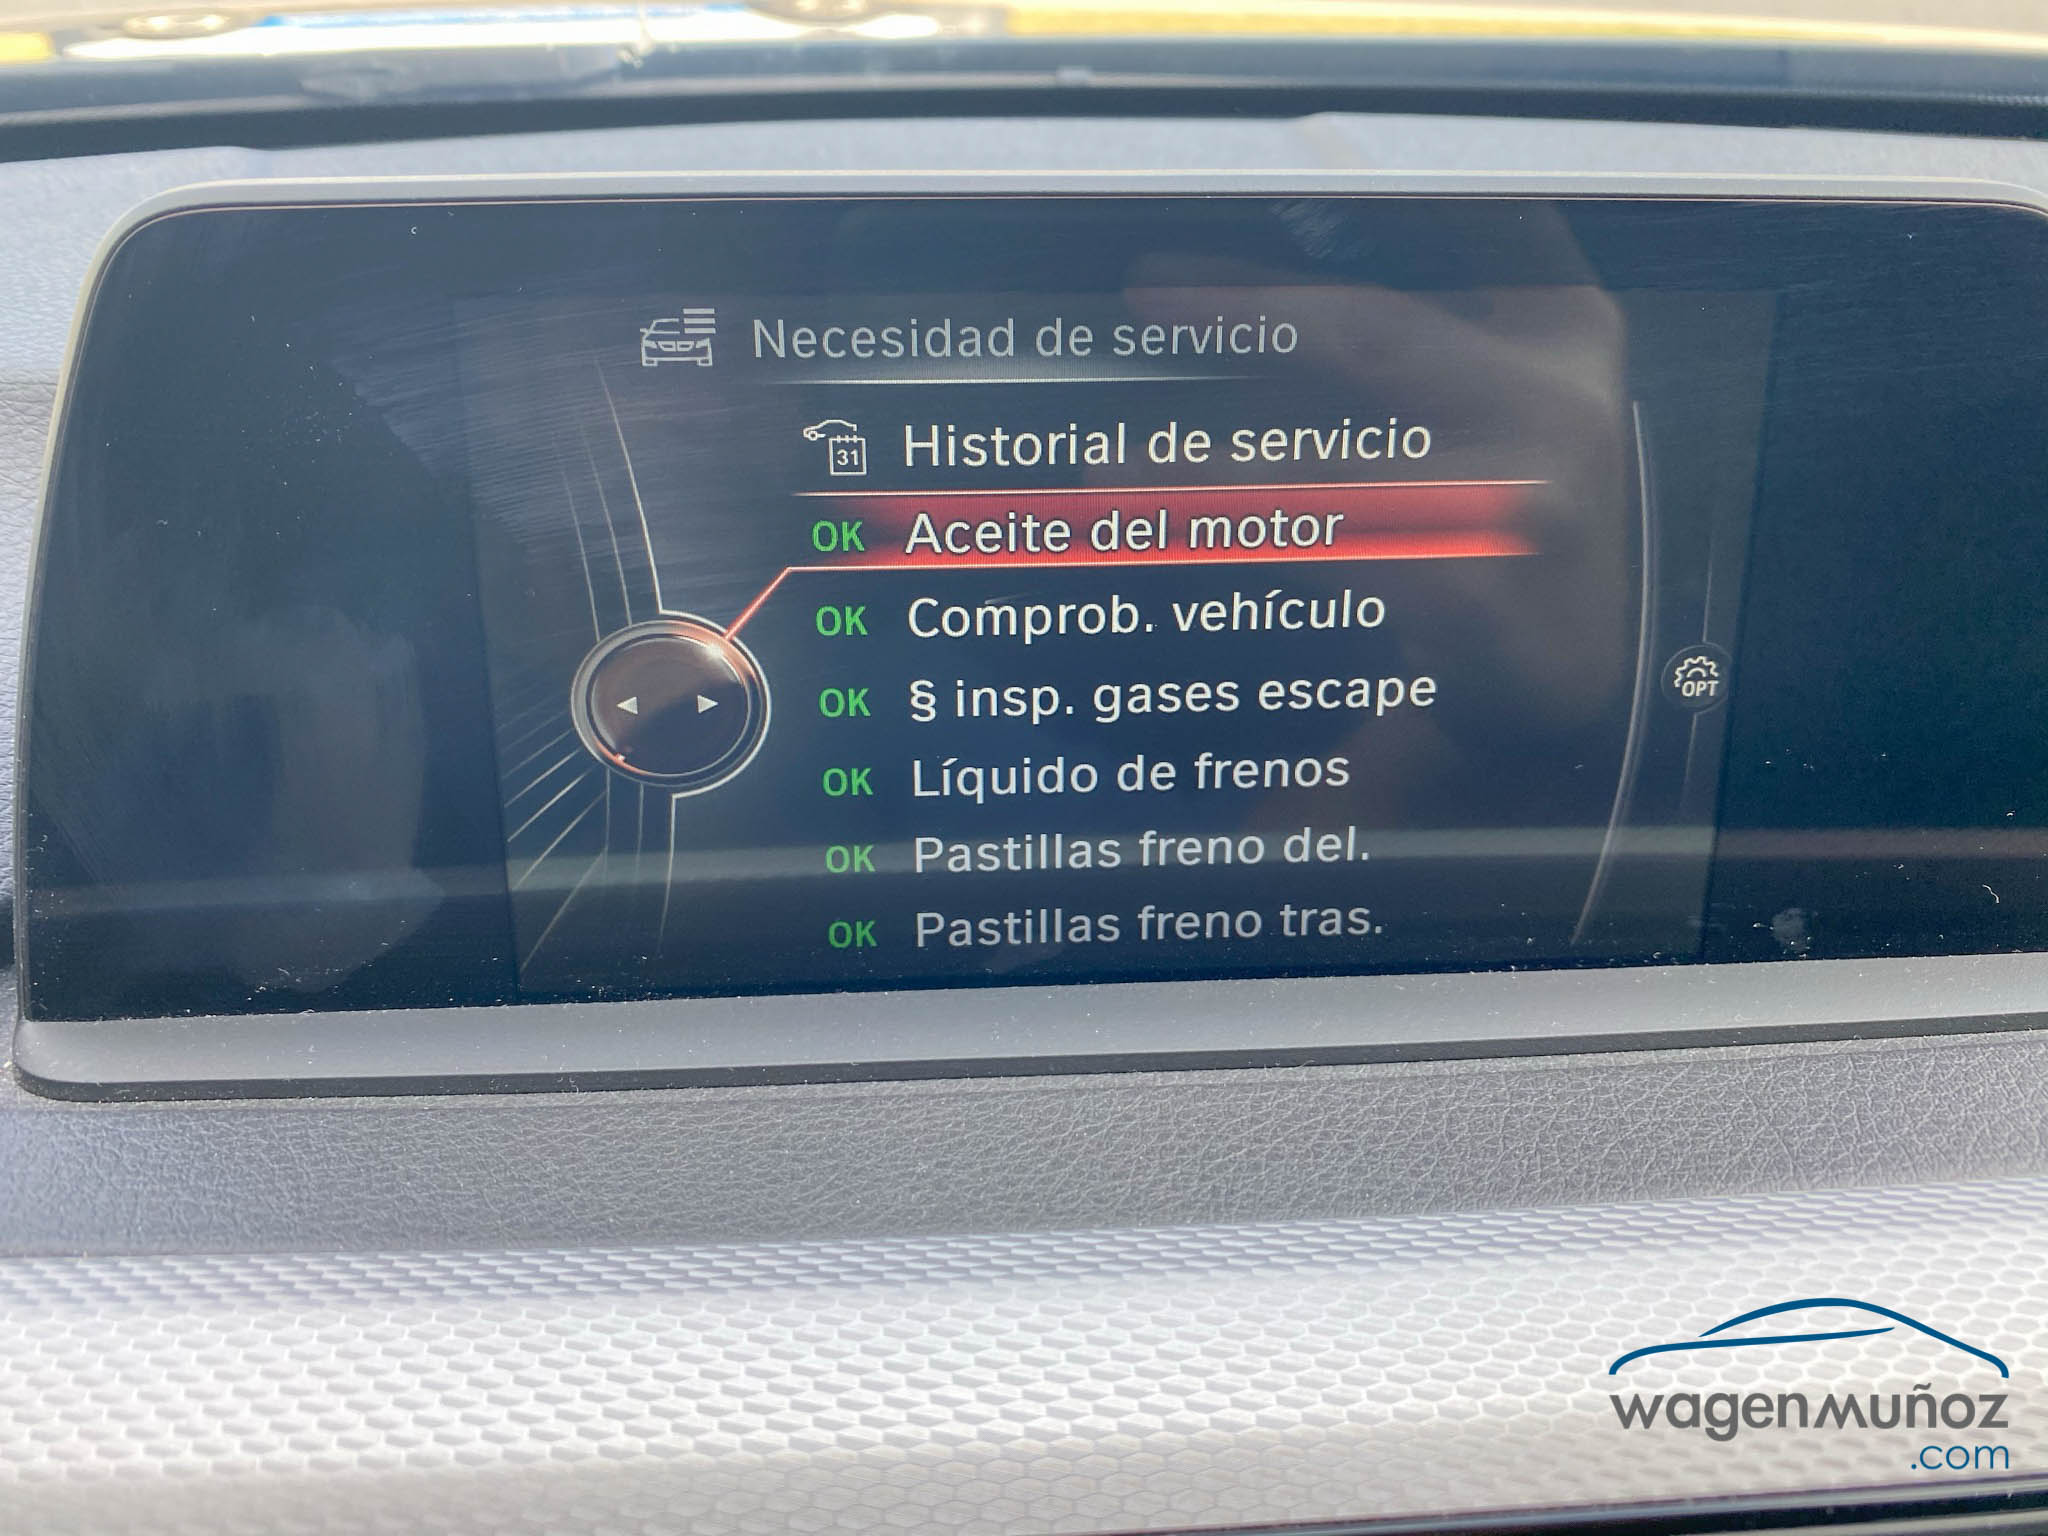 Necesidad de servicio
31 Historial de servicio
OK Aceite del motor
OK Comprob. vehículo
OK § insp. gases escape
OPT
OK Líquido de frenos
OK Pastillas freno del.
OK Pastillas freno tras.
wagenmuñoz
.com